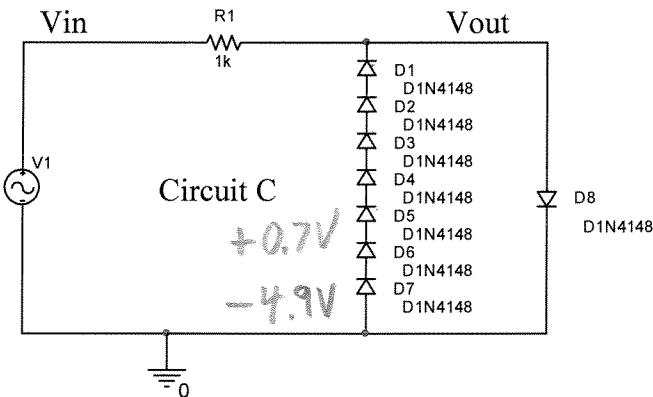 Vin
R1
1k
Vout
V1
Circuit C
+0.7V
-4.9V
D1
D1N4148
D2
D1N4148
D3
D1N4148
D4
D1N4148
D5
D1N4148
D6
D1N4148
D7
D1N4148
D8
D1N4148
0